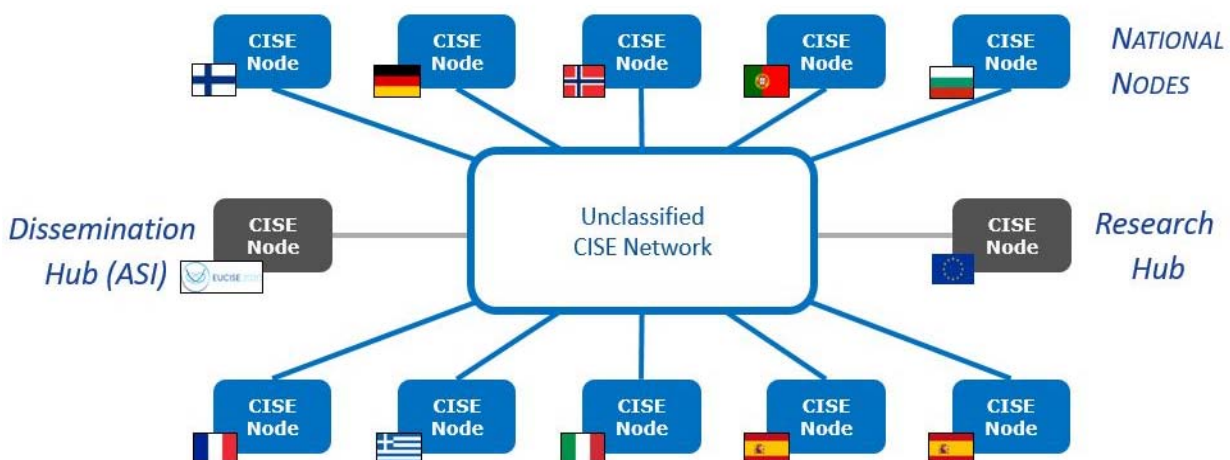 CISE
Node
CISE
Node
CISE
Node
CISE
Node
CISE
Node
NATIONAL
NODES
Dissemination
Hub (ASI)
CISE
Node
EUCISE2020
Unclassified
CISE Network
CISE
Node
Research
Hub
CISE
Node
CISE
Node
CISE
Node
CISE
Node
CISE
Node